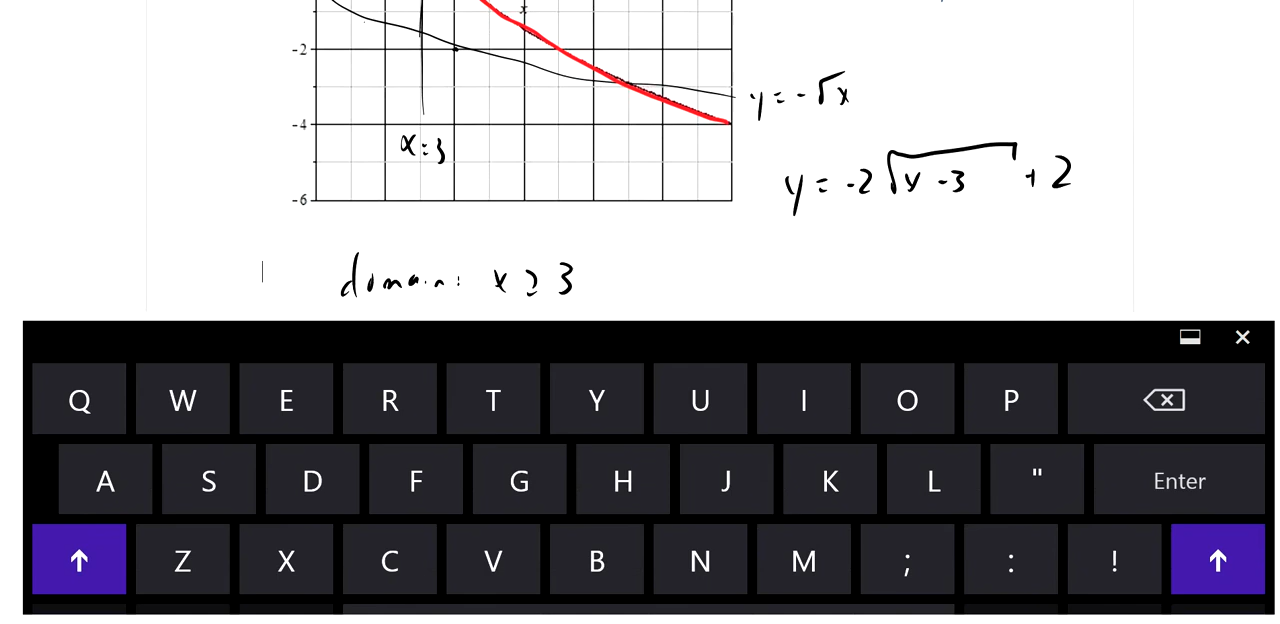 x
-2
y = -√x
-4
x = 3
y = -2√x - 3 + 2
-6
domain: x ≥ 3
Q W E R T Y U I O P
A S D F G H J K L " Enter
Z X C V B N M ; : !